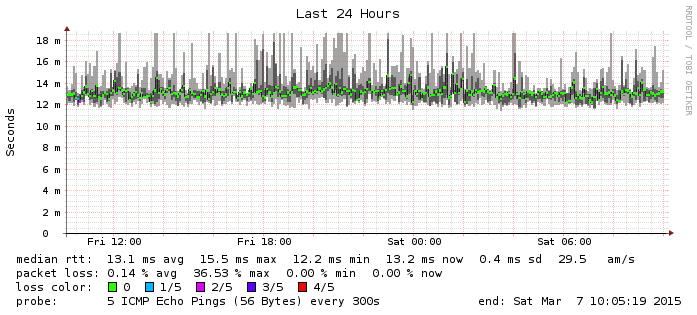 Last 24 Hours
RRDTOOL / TOBI OETIKER
Seconds
18 m
16 m
14 m
12 m
10 m
8 m
6 m
4 m
2 m
0
Fri 12:00 Fri 18:00 Sat 00:00 Sat 06:00
median rtt: 13.1 ms avg 15.5 ms max 12.2 ms min 13.2 ms now 0.4 ms sd 29.5 am/s
packet loss: 0.14 % avg 36.53 % max 0.00 % min 0.00 % now
loss color: 0 1/5 2/5 3/5 4/5
probe: 5 ICMP Echo Pings (56 Bytes) every 300s end: Sat Mar 7 10:05:19 2015